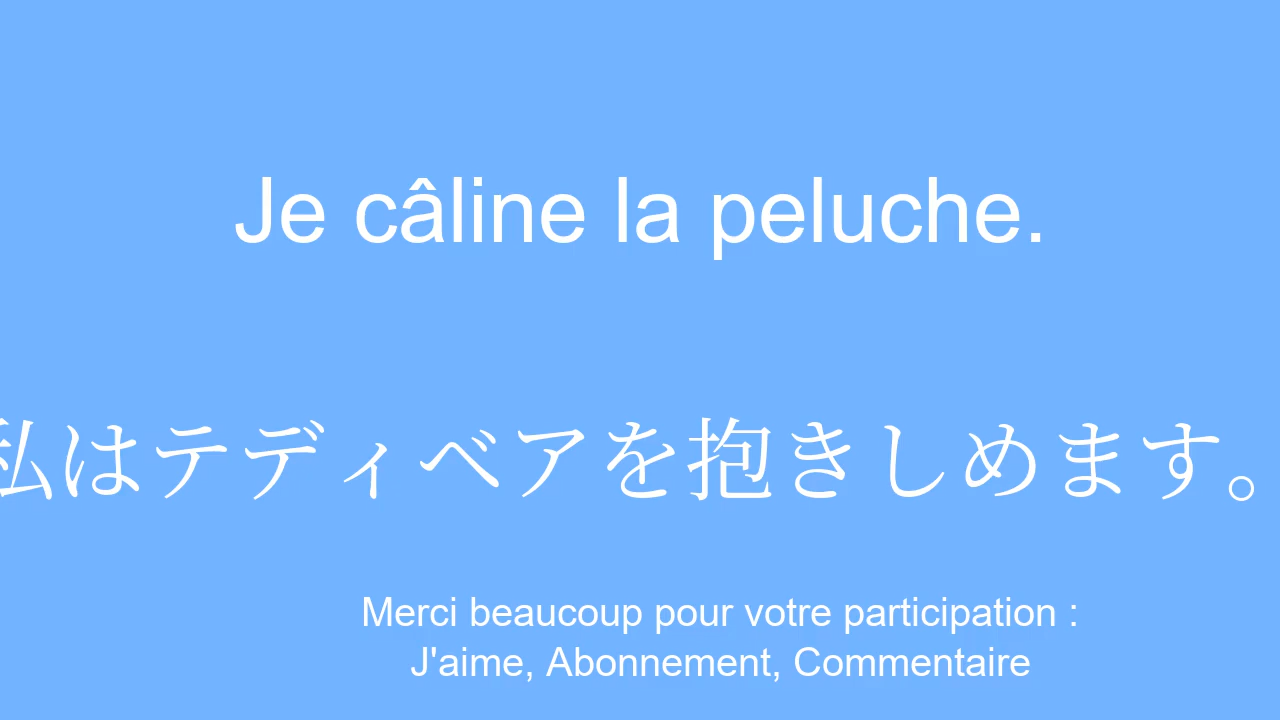 Je câline la peluche.
私はテディベアを抱きしめます。
Merci beaucoup pour votre participation :
J'aime, Abonnement, Commentaire